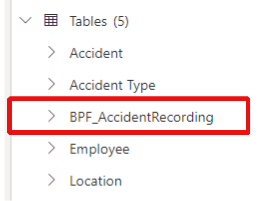 Tables (5)
Accident
Accident Type
BPF_AccidentRecording
Employee
Location